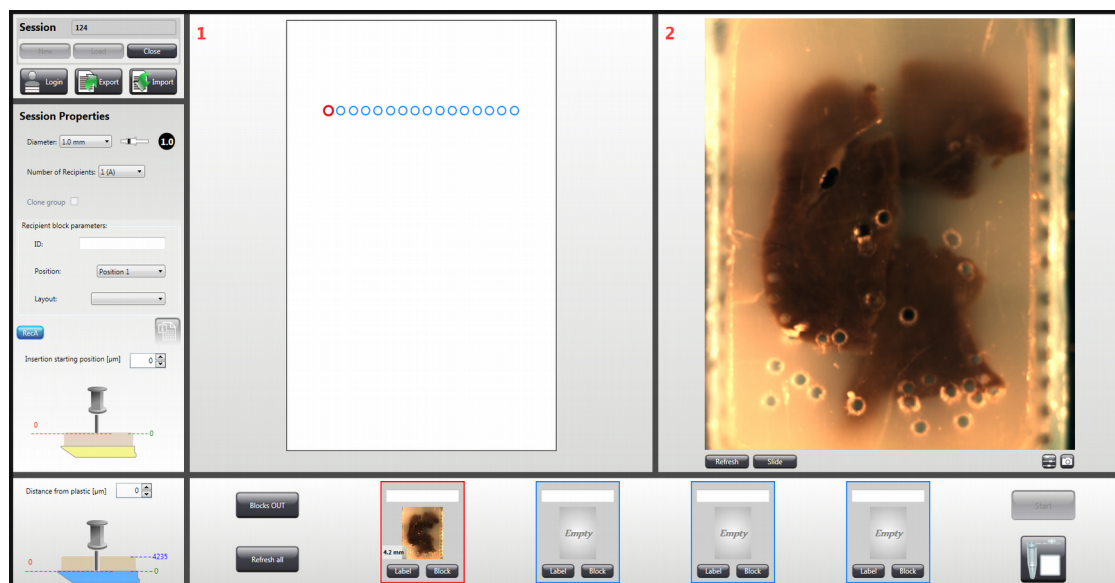 Session 124
New Load Close
Login Export Import
Session Properties
Diameter: 1.0 mm 1.0
Number of Recipients: 1 (A)
Clone group
Recipient block parameters:
ID:
Position: Position 1
Layout:
RecA
Insertion starting position [µm] 0
0
0
Distance from plastic [µm] 0
4235
0
0
1
2
Refresh Slide
Blocks OUT
Refresh all
4.2 mm
Label Block
Empty
Label Block
Empty
Label Block
Empty
Label Block
Start